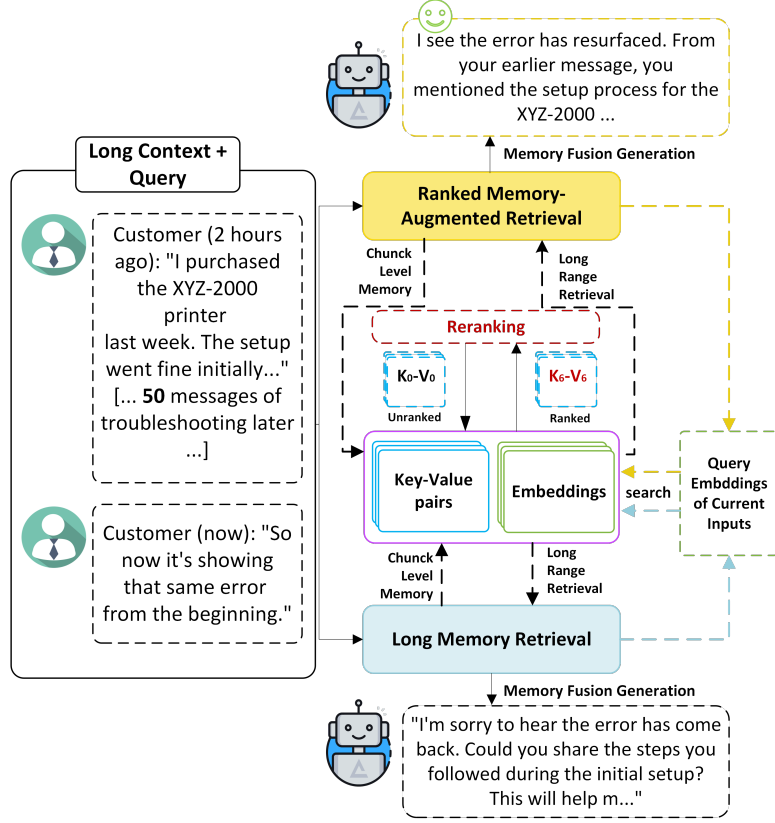 I see the error has resurfaced. From
your earlier message, you
mentioned the setup process for the
XYZ-2000 ...
Memory Fusion Generation
Long Context +
Query
Customer (2 hours
ago): "I purchased
the XYZ-2000
printer
last week. The setup
went fine initially..."
[... 50 messages of
troubleshooting later
...]
Customer (now): "So
now it's showing
that same error
from the beginning."
Ranked Memory-
Augmented Retrieval
Chunck
Level
Memory
Long
Range
Retrieval
Reranking
K0-V0
Unranked
K6-V6
Ranked
Key-Value
pairs
Embeddings
search
Query
Embddings
of Current
Inputs
Chunck
Level
Memory
Long
Range
Retrieval
Long Memory Retrieval
Memory Fusion Generation
"I'm sorry to hear the error has come
back. Could you share the steps you
followed during the initial setup?
This will help m..."